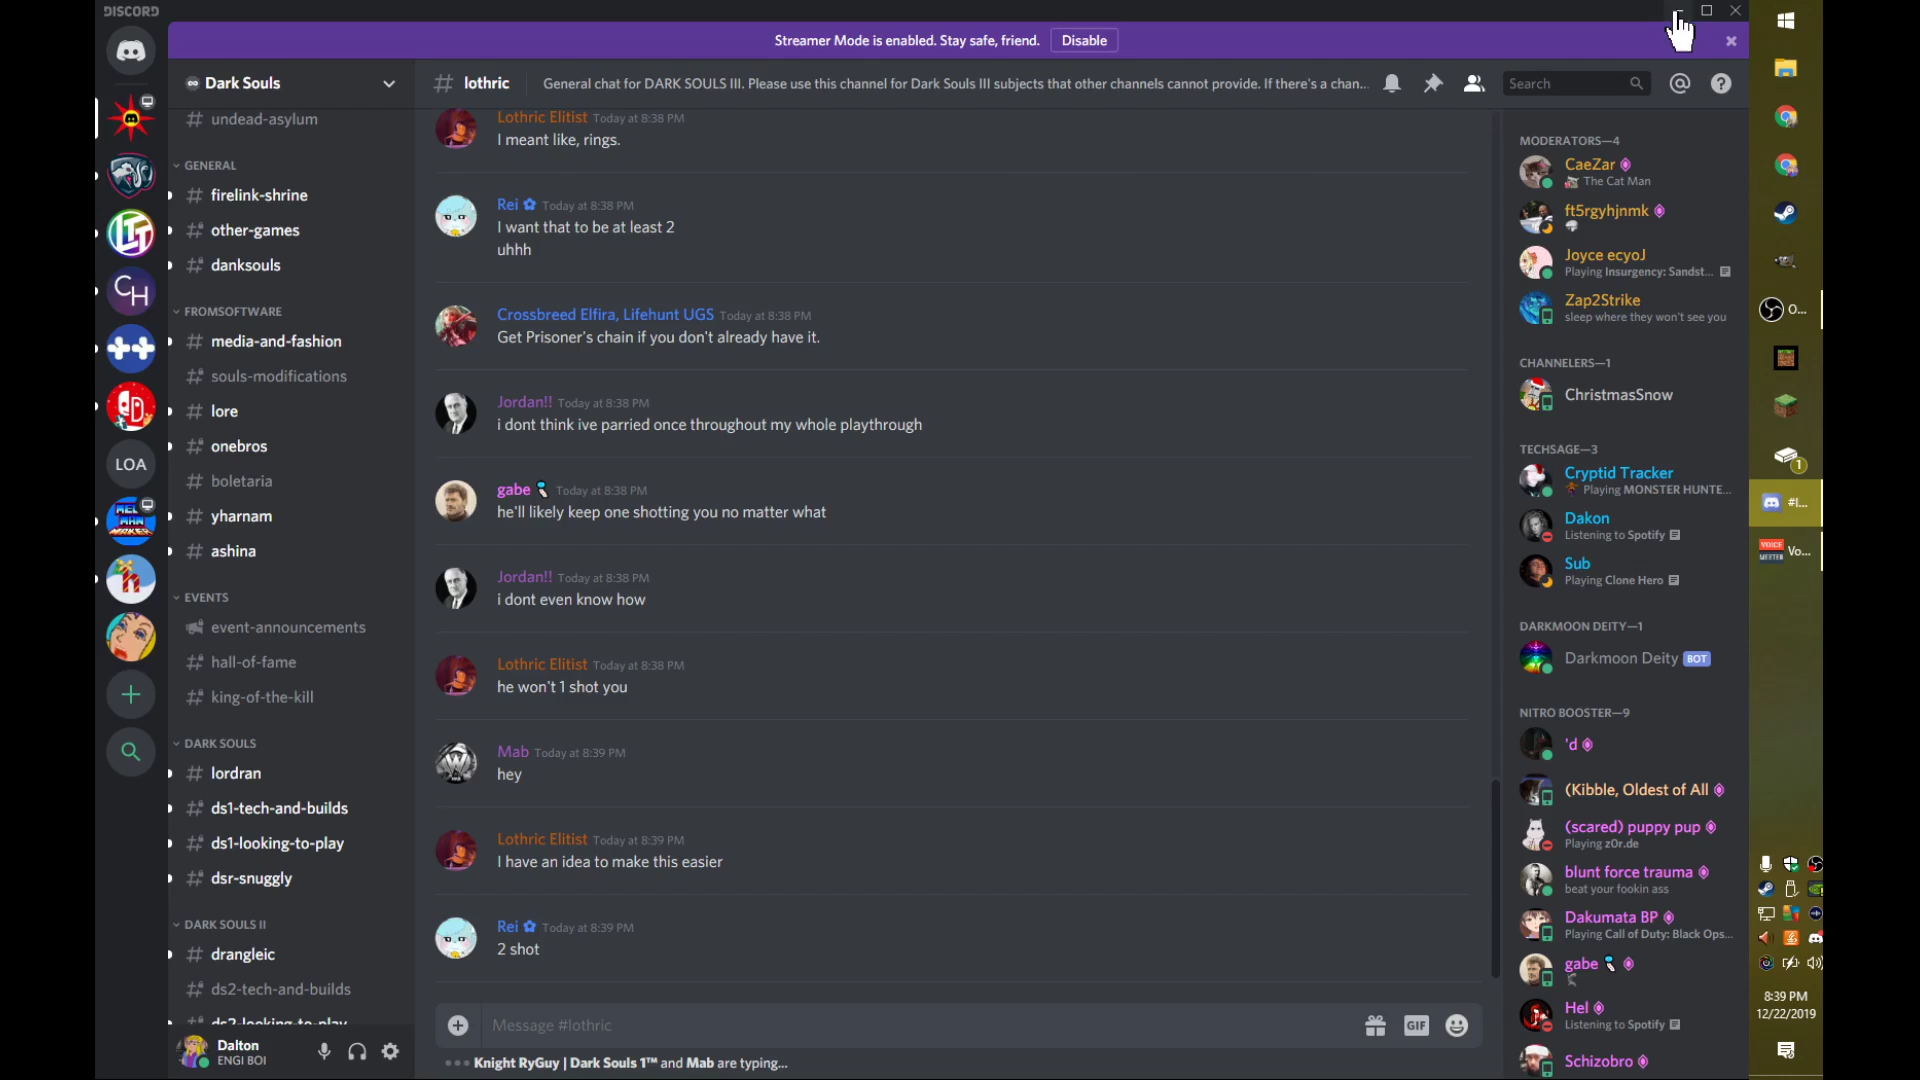 DISCORD
Streamer Mode is enabled. Stay safe, friend. Disable
Dark Souls
undead-asylum
GENERAL
firelink-shrine
other-games
danksouls
FROMSOFTWARE
media-and-fashion
souls-modifications
lore
onebros
boletaria
yharnam
ashina
EVENTS
event-announcements
hall-of-fame
king-of-the-kill
DARK SOULS
lordran
ds1-tech-and-builds
ds1-looking-to-play
dsr-snuggly
DARK SOULS II
drangleic
ds2-tech-and-builds
ds2-looking-to-play
Dalton
ENGI BOI
CH
LOA
lothric General chat for DARK SOULS III. Please use this channel for Dark Souls III subjects that other channels cannot provide. If there's a chan...
Search
Lothric Elitist Today at 8:38 PM
I meant like, rings.
Rei Today at 8:38 PM
I want that to be at least 2
uhhh
Crossbreed Elfira, Lifehunt UGS Today at 8:38 PM
Get Prisoner's chain if you don't already have it.
Jordan!! Today at 8:38 PM
i dont think ive parried once throughout my whole playthrough
gabe Today at 8:38 PM
he'll likely keep one shotting you no matter what
Jordan!! Today at 8:38 PM
i dont even know how
Lothric Elitist Today at 8:38 PM
he won't 1 shot you
Mab Today at 8:39 PM
hey
Lothric Elitist Today at 8:39 PM
I have an idea to make this easier
Rei Today at 8:39 PM
2 shot
Message #lothric
GIF
Knight RyGuy | Dark Souls 1™ and Mab are typing...
MODERATORS—4
CaeZar
The Cat Man
ft5rgyhjnmk
Joyce ecyoJ
Playing Insurgency: Sandst...
Zap2Strike
sleep where they won't see you
CHANNELERS—1
ChristmasSnow
TECHSAGE—3
Cryptid Tracker
Playing MONSTER HUNTE...
Dakon
Listening to Spotify
Sub
Playing Clone Hero
DARKMOON DEITY—1
Darkmoon Deity BOT
NITRO BOOSTER—9
'd
(Kibble, Oldest of All
(scared) puppy pup
Playing z0r.de
blunt force trauma
beat your fookin ass
Dakumata BP
Playing Call of Duty: Black Ops...
gabe
Hel
Listening to Spotify
Schizobro
O...
1
#l...
VOICE
MEETER
Vo...
8:39 PM
12/22/2019